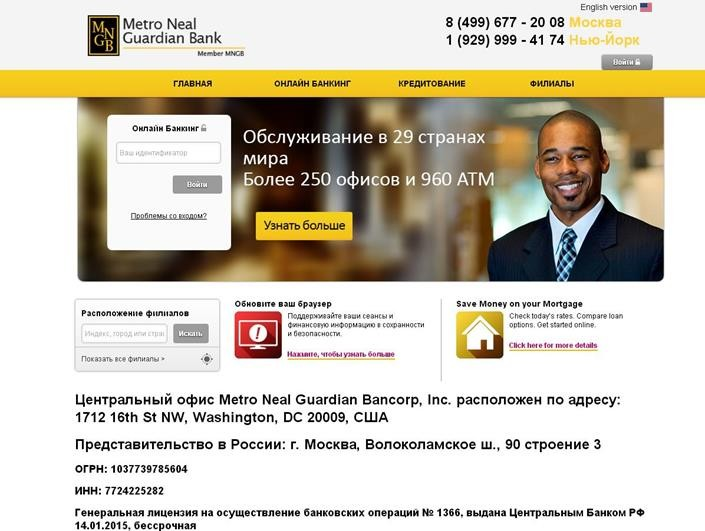 English version
MNGB
Metro Neal
Guardian Bank
Member MNGB
8 (499) 677 - 20 08 Москва
1 (929) 999 - 41 74 Нью-Йорк
Войти
ГЛАВНАЯ ОНЛАЙН БАНКИНГ КРЕДИТОВАНИЕ ФИЛИАЛЫ
Онлайн Банкинг
Ваш идентификатор
Войти
Проблемы со входом?
Обслуживание в 29 странах
мира
Более 250 офисов и 960 ATM
Узнать больше
Расположение филиалов
Индекс, город или стра
Искать
Показать все филиалы >
Обновите ваш браузер
Поддерживайте ваши сеансы и
финансовую информацию в сохранности
и безопасности.
Нажмите, чтобы узнать больше
Save Money on your Mortgage
Check today's rates. Compare loan
options. Get started online.
Click here for more details
Центральный офис Metro Neal Guardian Bancorp, Inc. расположен по адресу:
1712 16th St NW, Washington, DC 20009, США
Представительство в России: г. Москва, Волоколамское ш., 90 строение 3
ОГРН: 1037739785604
ИНН: 7724225282
Генеральная лицензия на осуществление банковских операций № 1366, выдана Центральным Банком РФ
14.01.2015, бессрочная